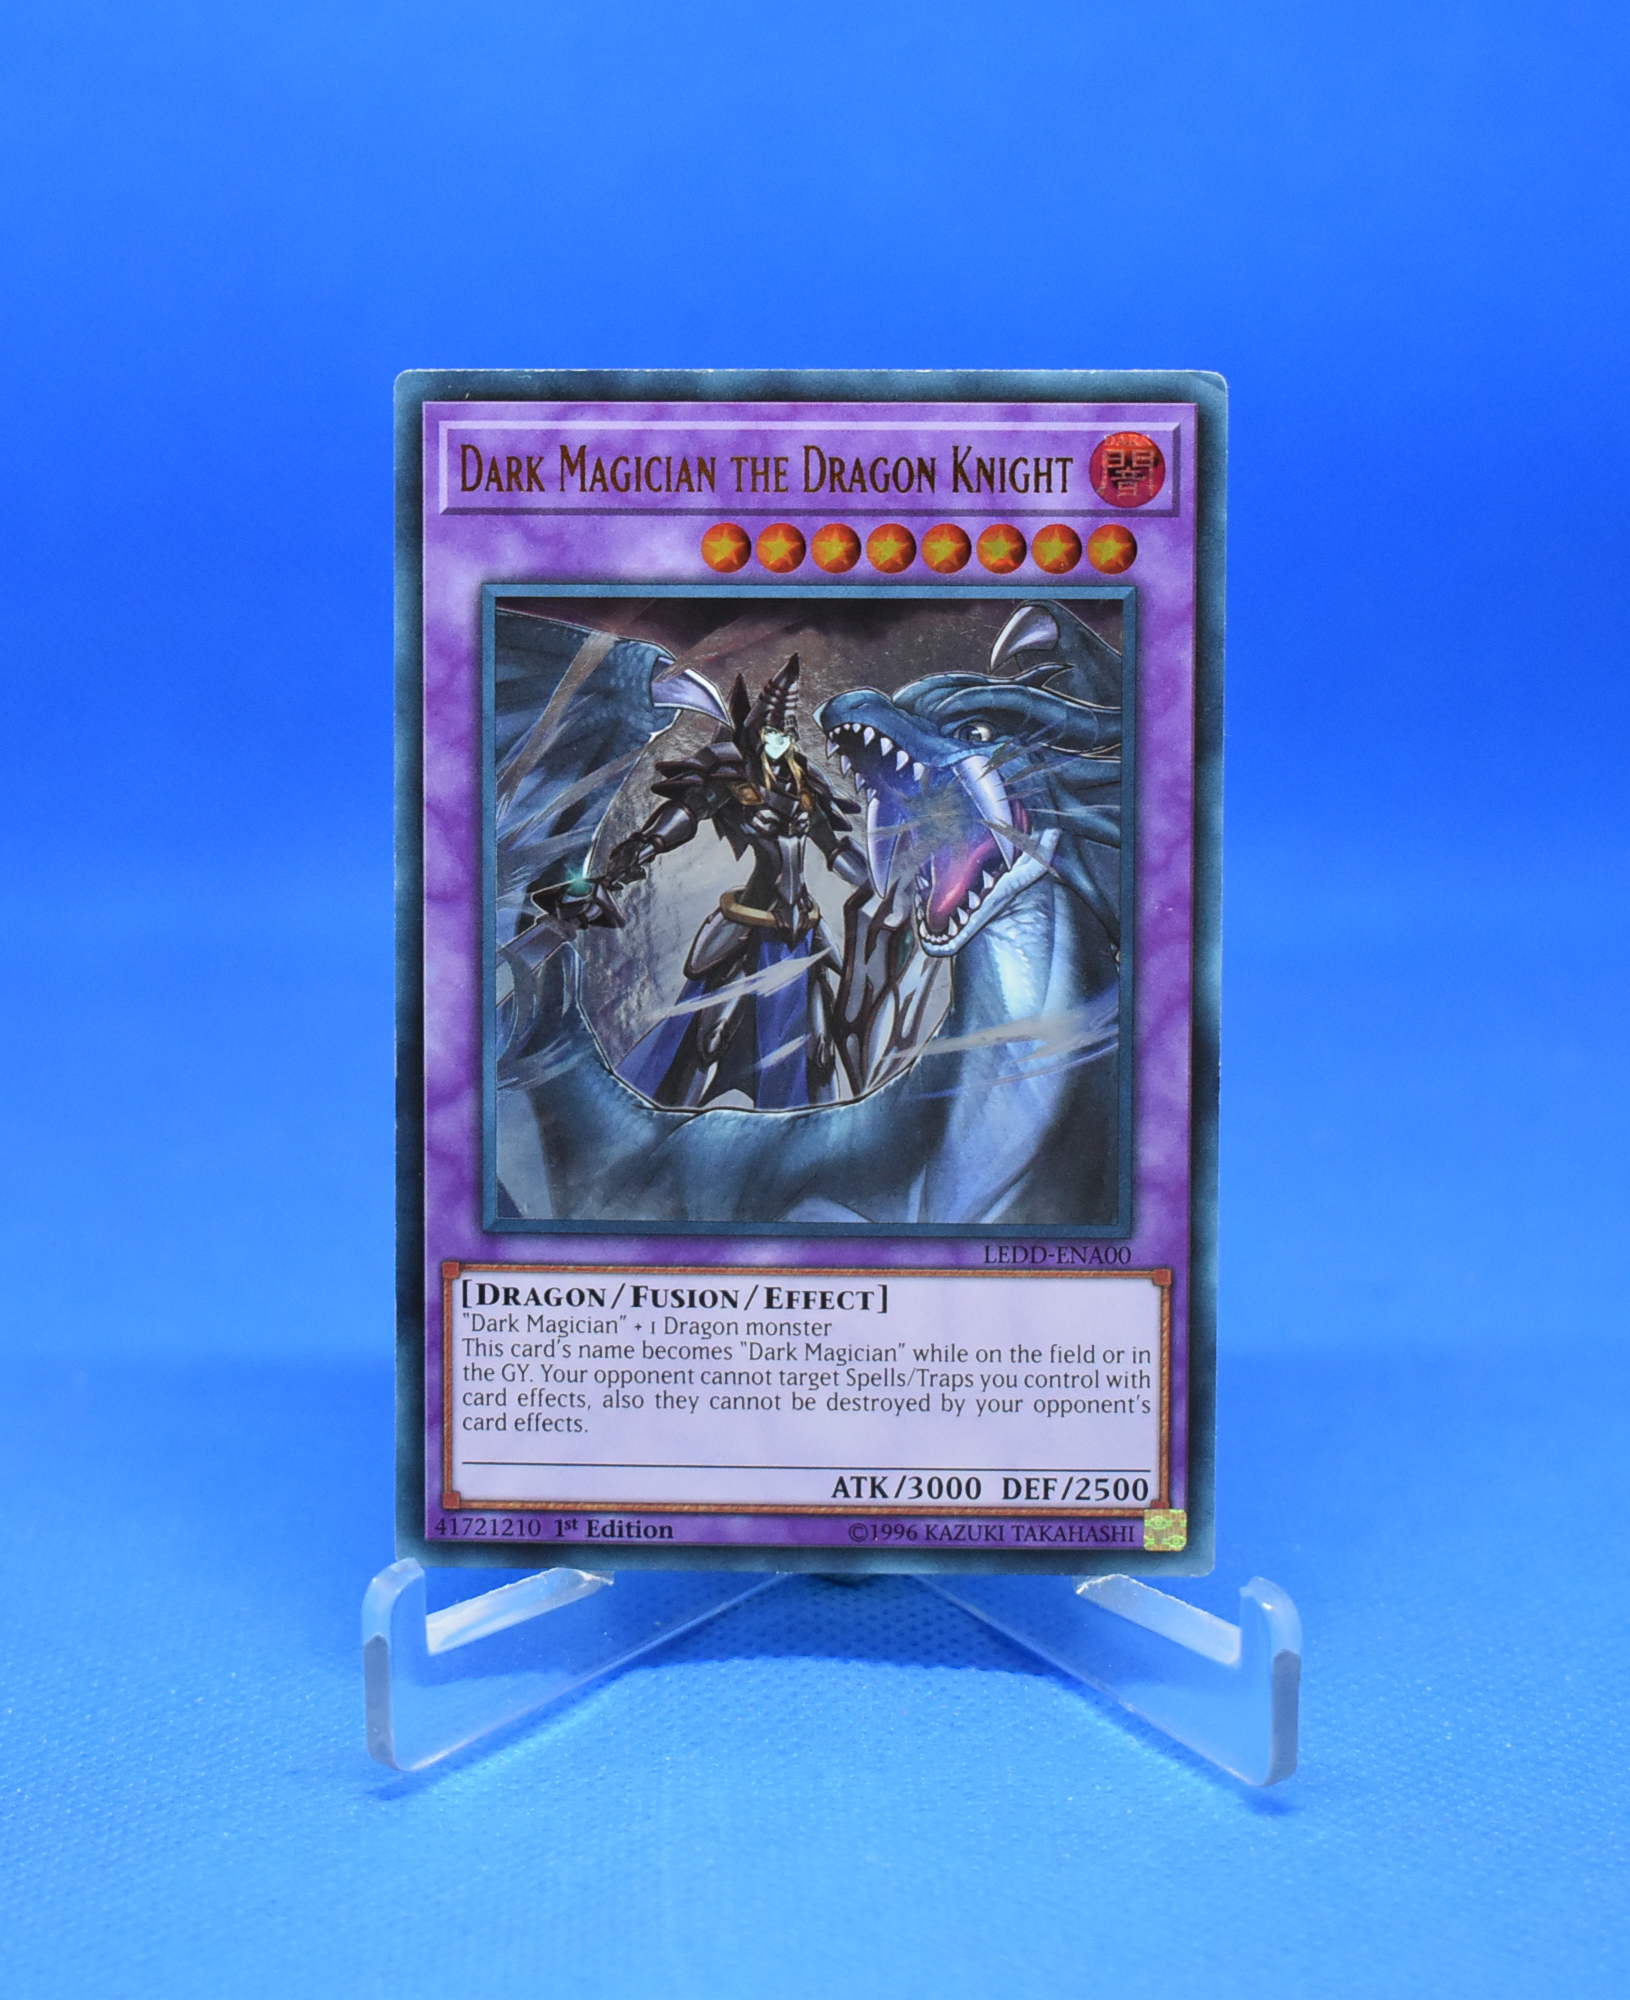 DARK MAGICIAN THE DRAGON KNIGHT
DARK
闇
LEDD-ENA00
[DRAGON/FUSION/EFFECT]
"Dark Magician" + 1 Dragon monster
This card's name becomes "Dark Magician" while on the field or in
the GY. Your opponent cannot target Spells/Traps you control with
card effects, also they cannot be destroyed by your opponent's
card effects.
ATK/3000 DEF/2500
41721210 1st Edition ©1996 KAZUKI TAKAHASHI